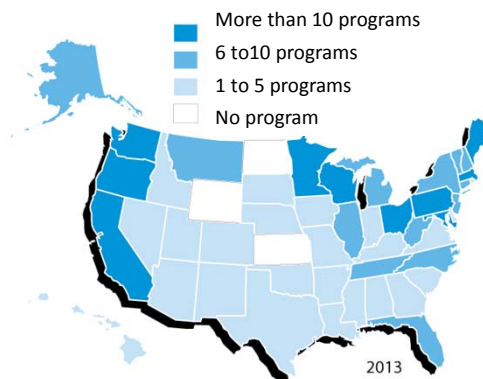 More than 10 programs
6 to10 programs
1 to 5 programs
No program
2013